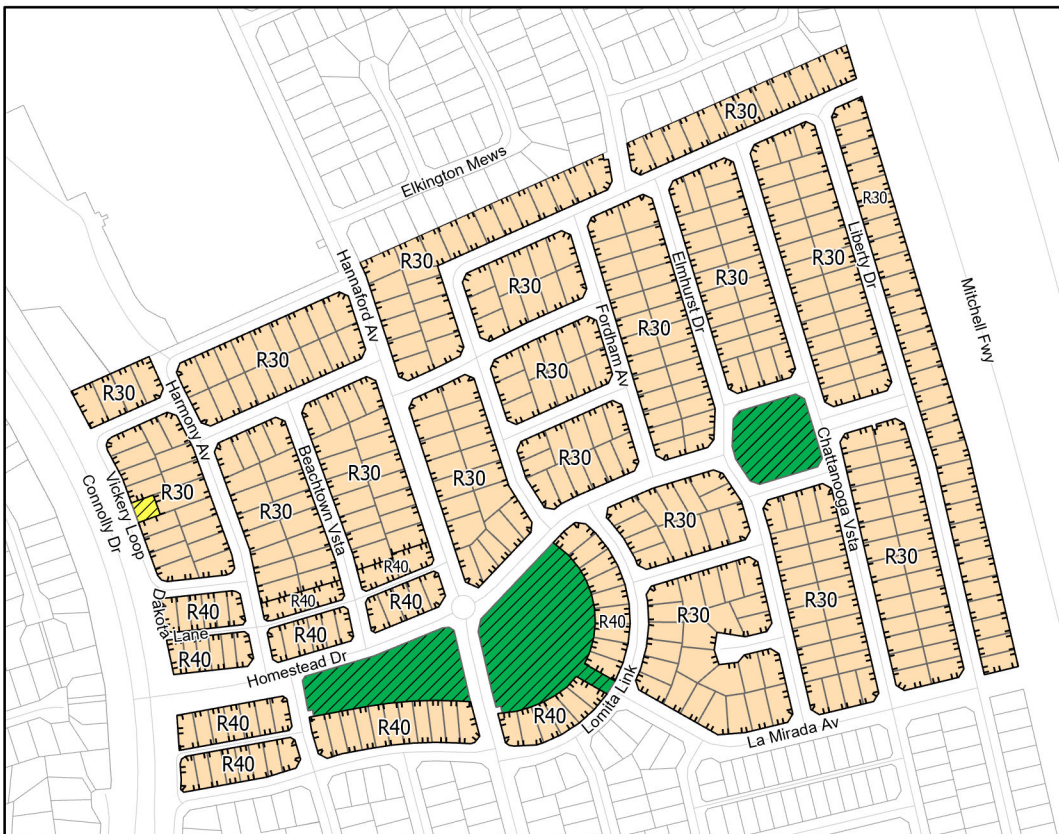 R30
Elkington Mews
R30
Hannaford Av
R30
R30
Liberty Dr
R30
R30
Elmhurst Dr
Mitchell Fwy
Fordham Av
R30
R30
R30
R30
Harmony Av
R30
Beachtown Vsta
R30
R30
R30
Chattanooga Vsta
Vickery Loop
Connolly Dr
R30
R30
R30
R30
R40
R30
Dakota Lane
R40
R40
R40
R30
R40
R30
R40
R40
Homestead Dr
Lomita Link
R40
R40
R40
La Mirada Av
R40